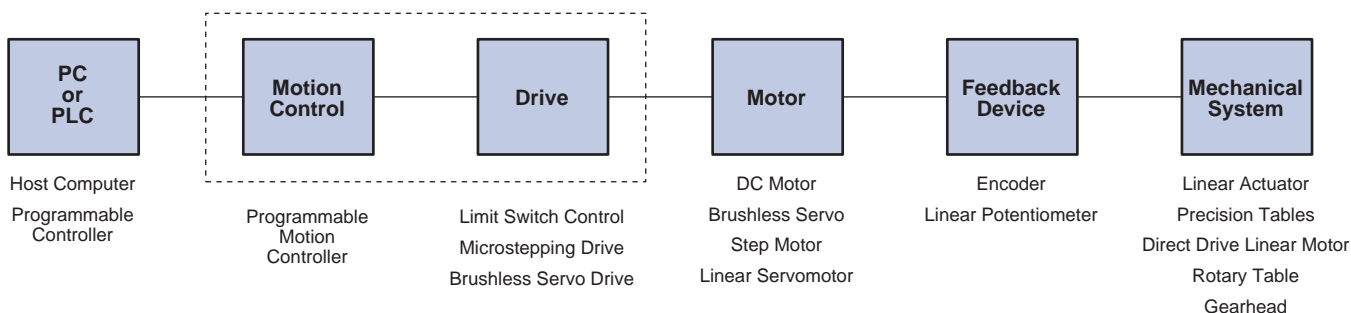 PC
or
PLC
Motion
Control
Drive
Motor
Feedback
Device
Mechanical
System
Host Computer
Programmable
Controller
Programmable
Motion
Controller
Limit Switch Control
Microstepping Drive
Brushless Servo Drive
DC Motor
Brushless Servo
Step Motor
Linear Servomotor
Encoder
Linear Potentiometer
Linear Actuator
Precision Tables
Direct Drive Linear Motor
Rotary Table
Gearhead